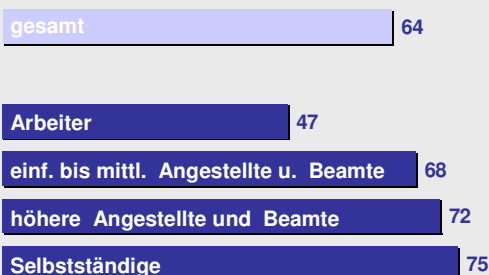 gesamt 64
Arbeiter 47
einf. bis mittl. Angestellte u. Beamte 68
höhere Angestellte und Beamte 72
Selbstständige 75